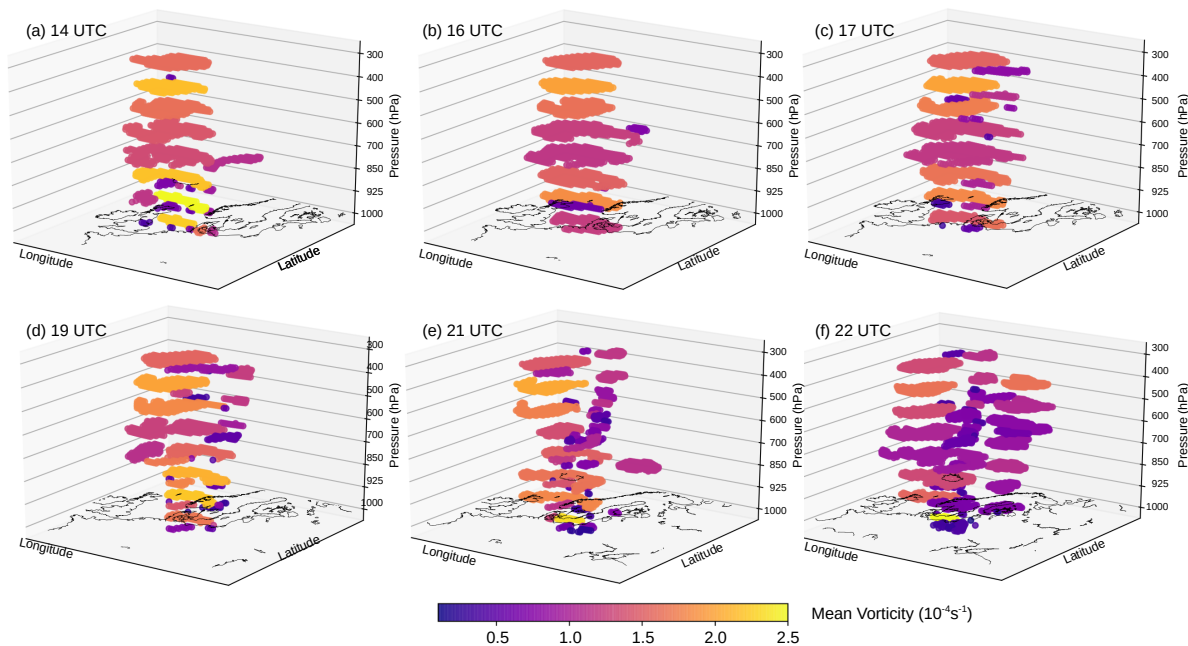 (a) 14 UTC
300
400
500
600
700
850
925
1000
Pressure (hPa)
Longitude
Latitude
(b) 16 UTC
300
400
500
600
700
850
925
1000
Pressure (hPa)
Longitude
Latitude
(c) 17 UTC
300
400
500
600
700
850
925
1000
Pressure (hPa)
Longitude
Latitude
(d) 19 UTC
300
400
500
600
700
850
925
1000
Pressure (hPa)
Longitude
Latitude
(e) 21 UTC
300
400
500
600
700
850
925
1000
Pressure (hPa)
Longitude
Latitude
(f) 22 UTC
300
400
500
600
700
850
925
1000
Pressure (hPa)
Longitude
Latitude
0.5 1.0 1.5 2.0 2.5
Mean Vorticity (10⁻⁴s⁻¹)